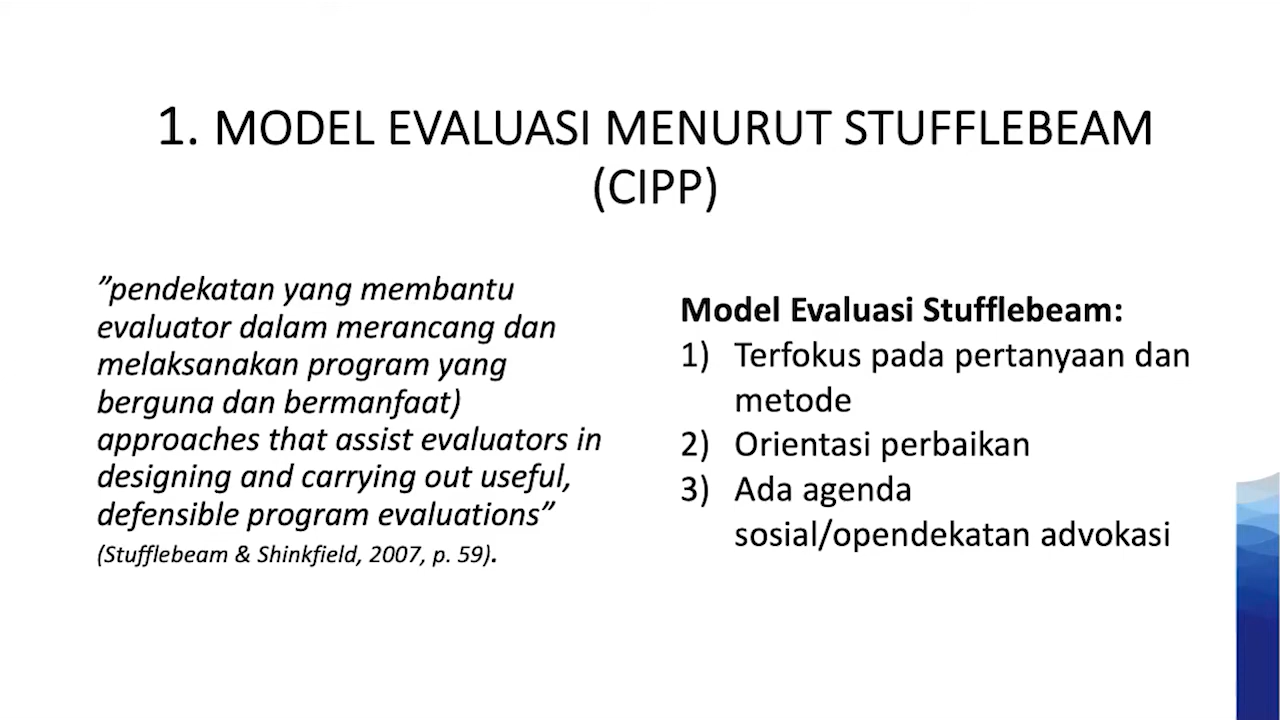 1. MODEL EVALUASI MENURUT STUFFLEBEAM
(CIPP)
”pendekatan yang membantu
evaluator dalam merancang dan
melaksanakan program yang
berguna dan bermanfaat)
approaches that assist evaluators in
designing and carrying out useful,
defensible program evaluations”
(Stufflebeam & Shinkfield, 2007, p. 59).
Model Evaluasi Stufflebeam:
1) Terfokus pada pertanyaan dan
metode
2) Orientasi perbaikan
3) Ada agenda
sosial/opendekatan advokasi